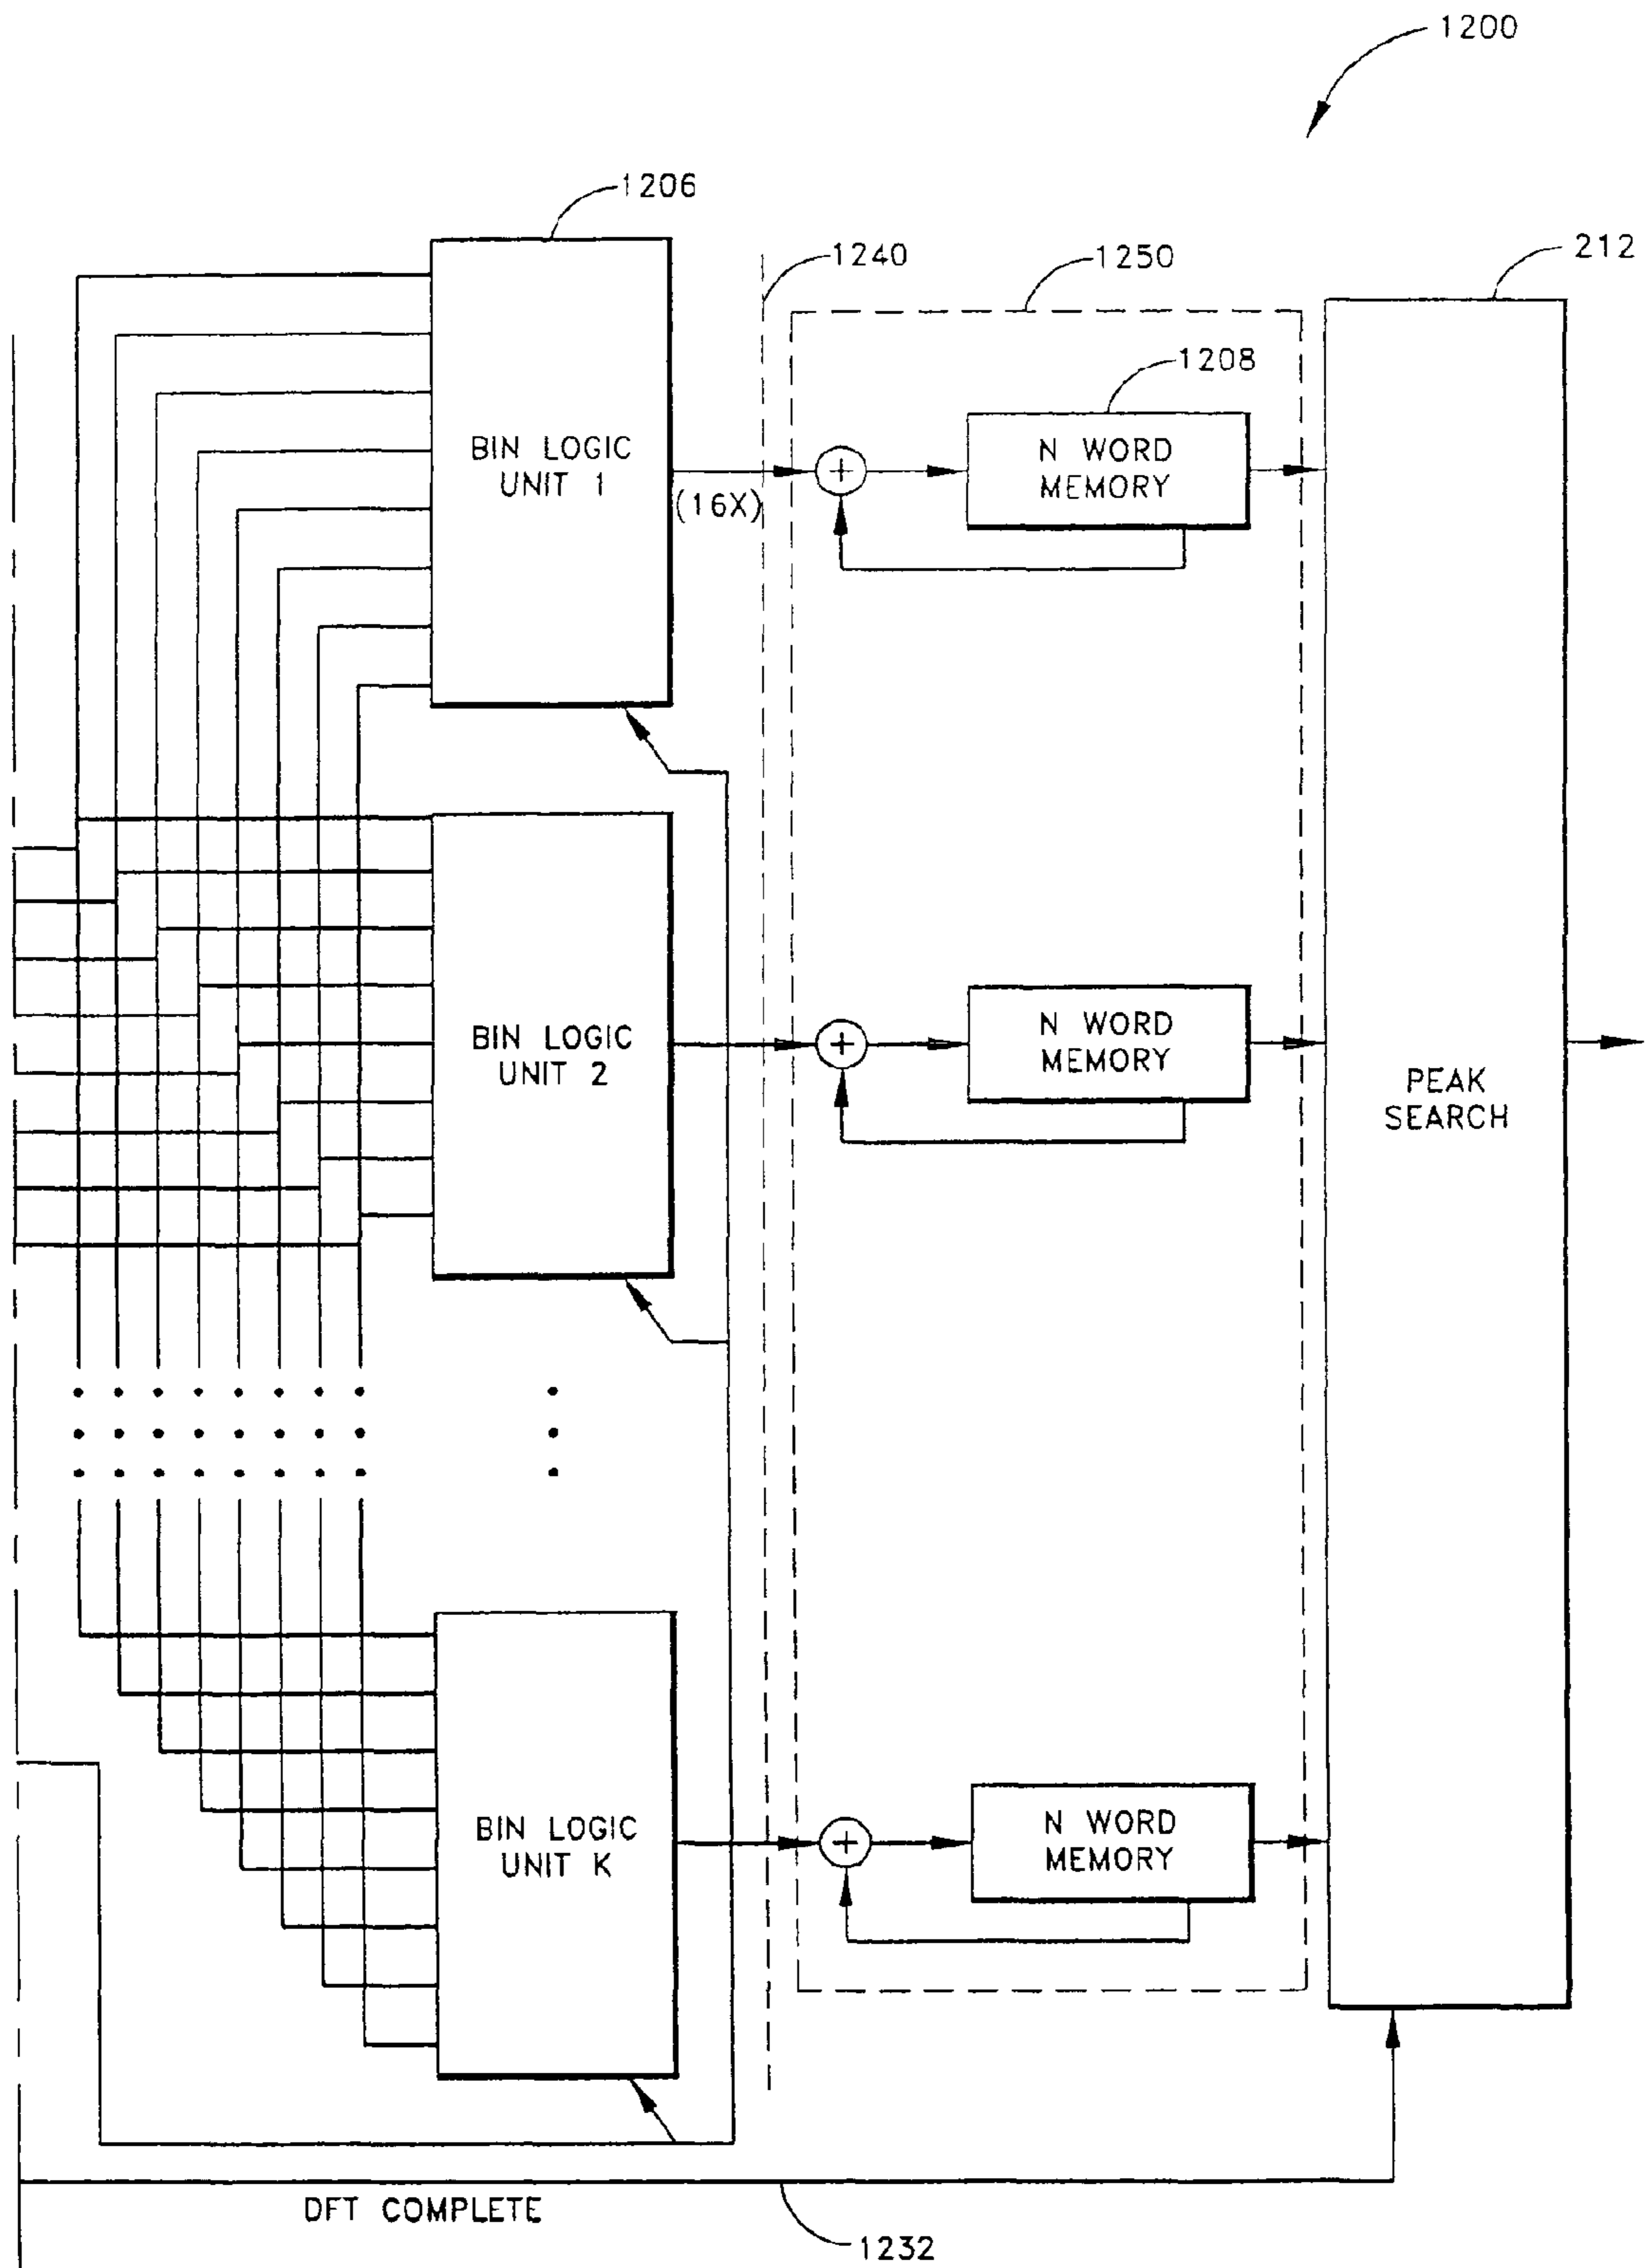 1200
1206
1240
1250
212
1208
BIN LOGIC
UNIT 1
(16X)
N WORD
MEMORY
BIN LOGIC
UNIT 2
N WORD
MEMORY
PEAK
SEARCH
BIN LOGIC
UNIT K
N WORD
MEMORY
DFT COMPLETE
1232